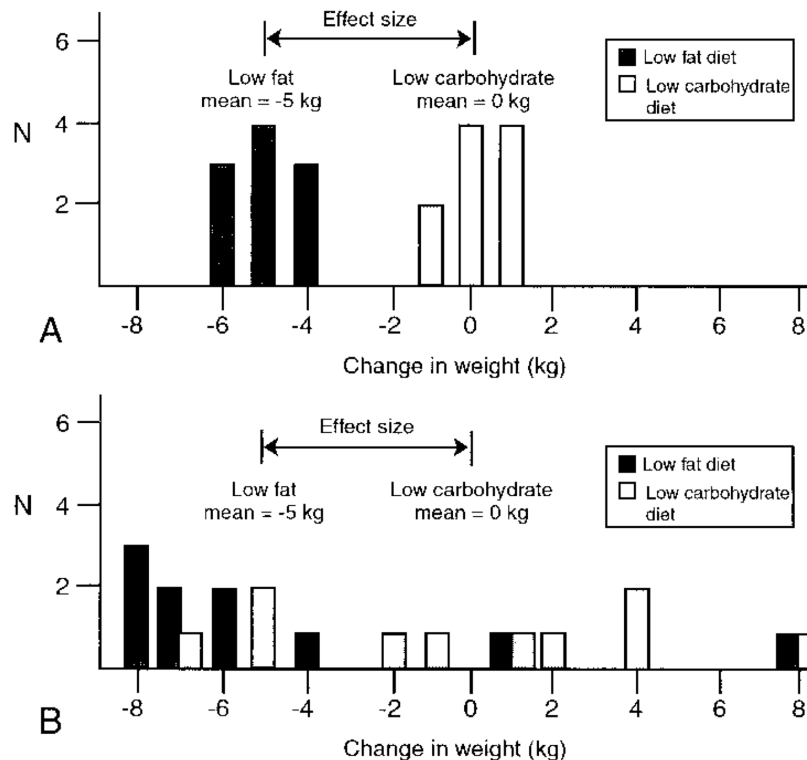 Effect size
6
Low fat diet
Low carbohydrate
diet
Low fat
mean = -5 kg
Low carbohydrate
mean = 0 kg
N
4
2
-8
-6
-4
-2
0
2
4
6
8
A
Change in weight (kg)
Effect size
6
Low fat diet
Low carbohydrate
diet
Low fat
mean = -5 kg
Low carbohydrate
mean = 0 kg
N
4
2
-8
-6
-4
-2
0
2
4
6
8
B
Change in weight (kg)